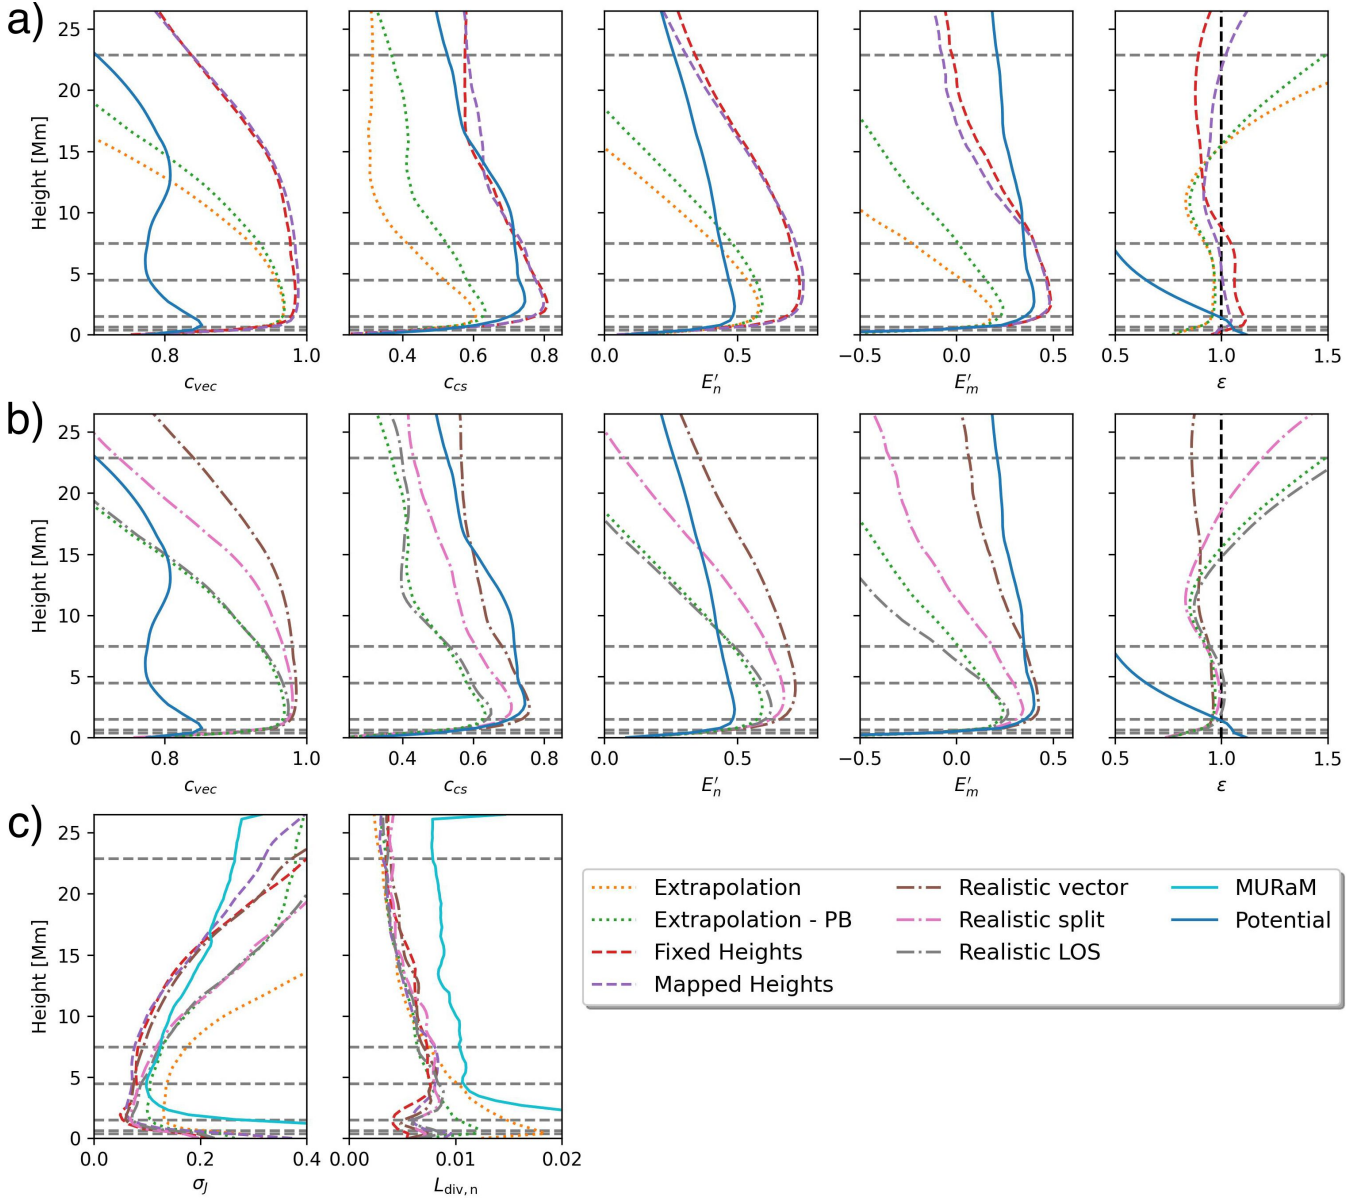 a)
25
20
15
10
5
0
Height [Mm]
0.8 1.0
c_vec
0.4 0.6 0.8
c_cs
0.0 0.5
E′_n
−0.5 0.0 0.5
E′_m
0.5 1.0 1.5
ε
b)
25
20
15
10
5
0
Height [Mm]
0.8 1.0
c_vec
0.4 0.6 0.8
c_cs
0.0 0.5
E′_n
−0.5 0.0 0.5
E′_m
0.5 1.0 1.5
ε
c)
25
20
15
10
5
0
Height [Mm]
0.0 0.2 0.4
σ_J
0.00 0.01 0.02
L_div, n
Extrapolation
Extrapolation - PB
Fixed Heights
Mapped Heights
Realistic vector
Realistic split
Realistic LOS
MURaM
Potential